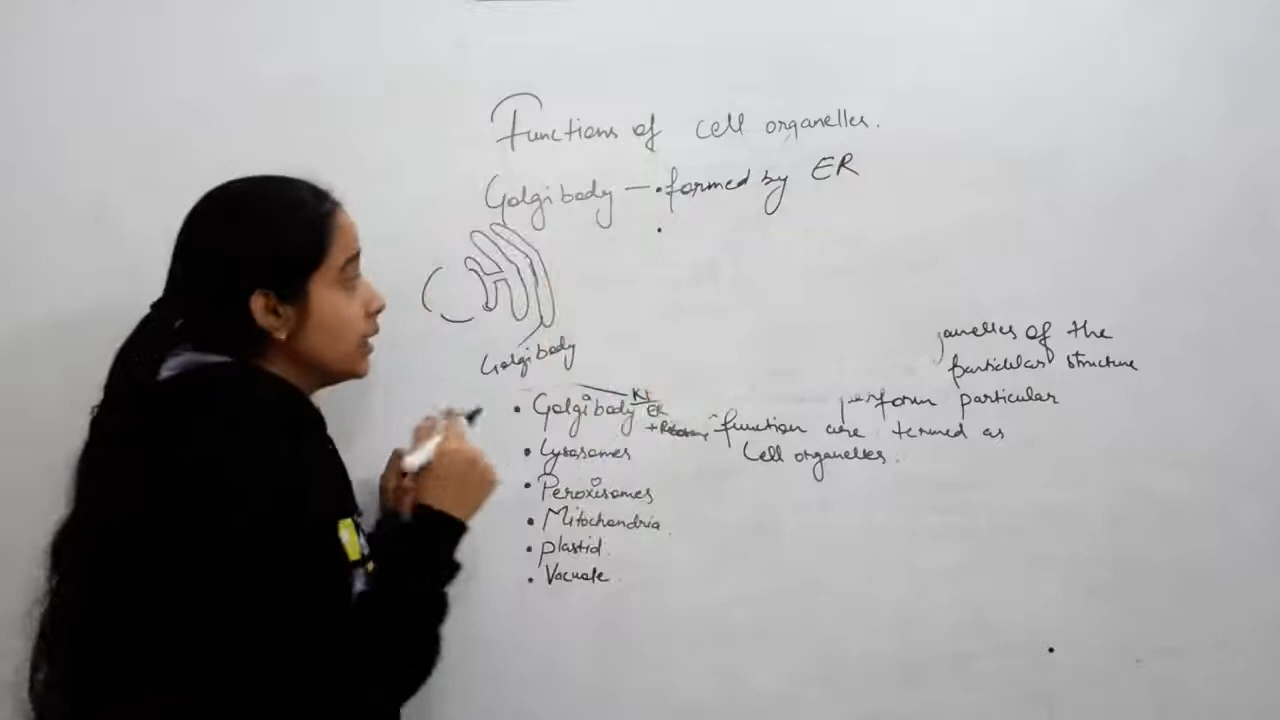 Functions of cell organelles.
Golgi body — • formed by ER
•
Golgi body
• Golgi body
ER
• Lysosomes
• Peroxisomes
• Mitochondria
• plastid
• Vacuole
anelles of the
particular structure
perform particular
function are termed as
Cell organelles.